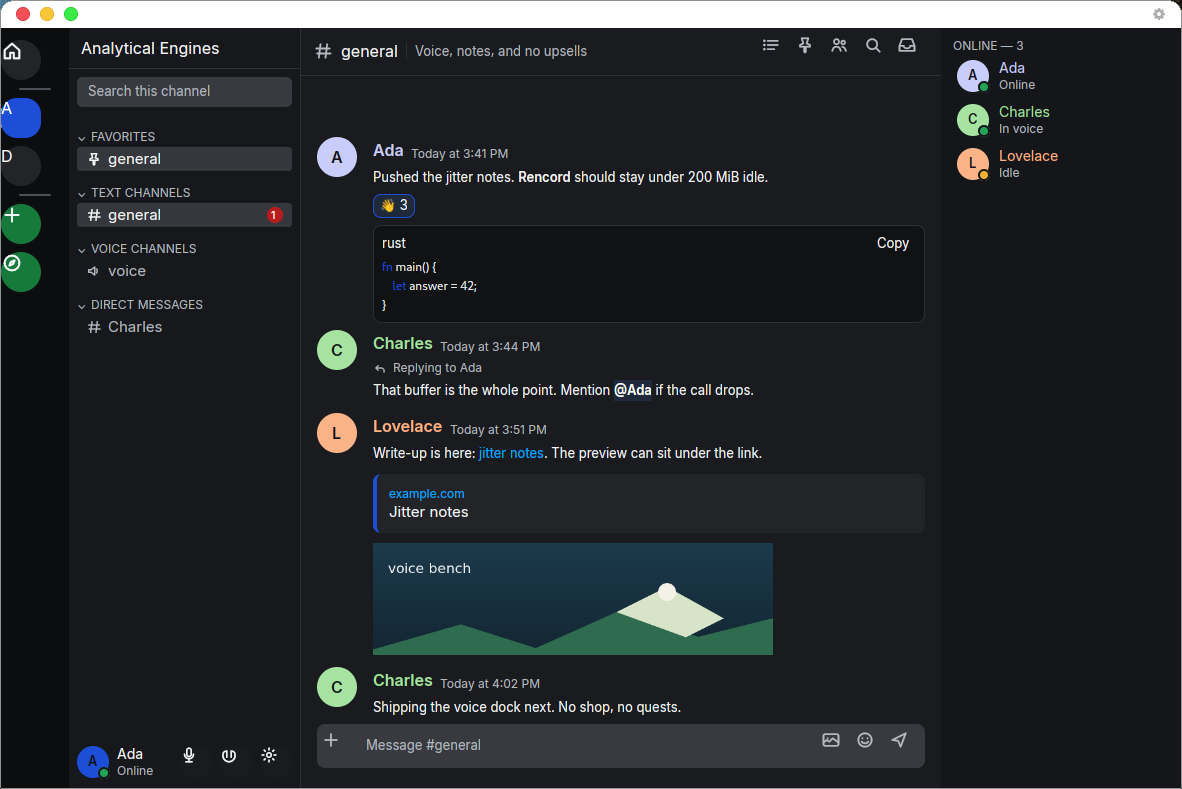 Analytical Engines
Search this channel
FAVORITES
general
TEXT CHANNELS
# general 1
VOICE CHANNELS
voice
DIRECT MESSAGES
# Charles
A
D
Ada
Online
A
# general Voice, notes, and no upsells
A
Ada Today at 3:41 PM
Pushed the jitter notes. Rencord should stay under 200 MiB idle.
👋 3
rust Copy
fn main() {
let answer = 42;
}
C
Charles Today at 3:44 PM
Replying to Ada
That buffer is the whole point. Mention @Ada if the call drops.
L
Lovelace Today at 3:51 PM
Write-up is here: jitter notes. The preview can sit under the link.
example.com
Jitter notes
voice bench
C
Charles Today at 4:02 PM
Shipping the voice dock next. No shop, no quests.
Message #general
ONLINE — 3
A
Ada
Online
C
Charles
In voice
L
Lovelace
Idle